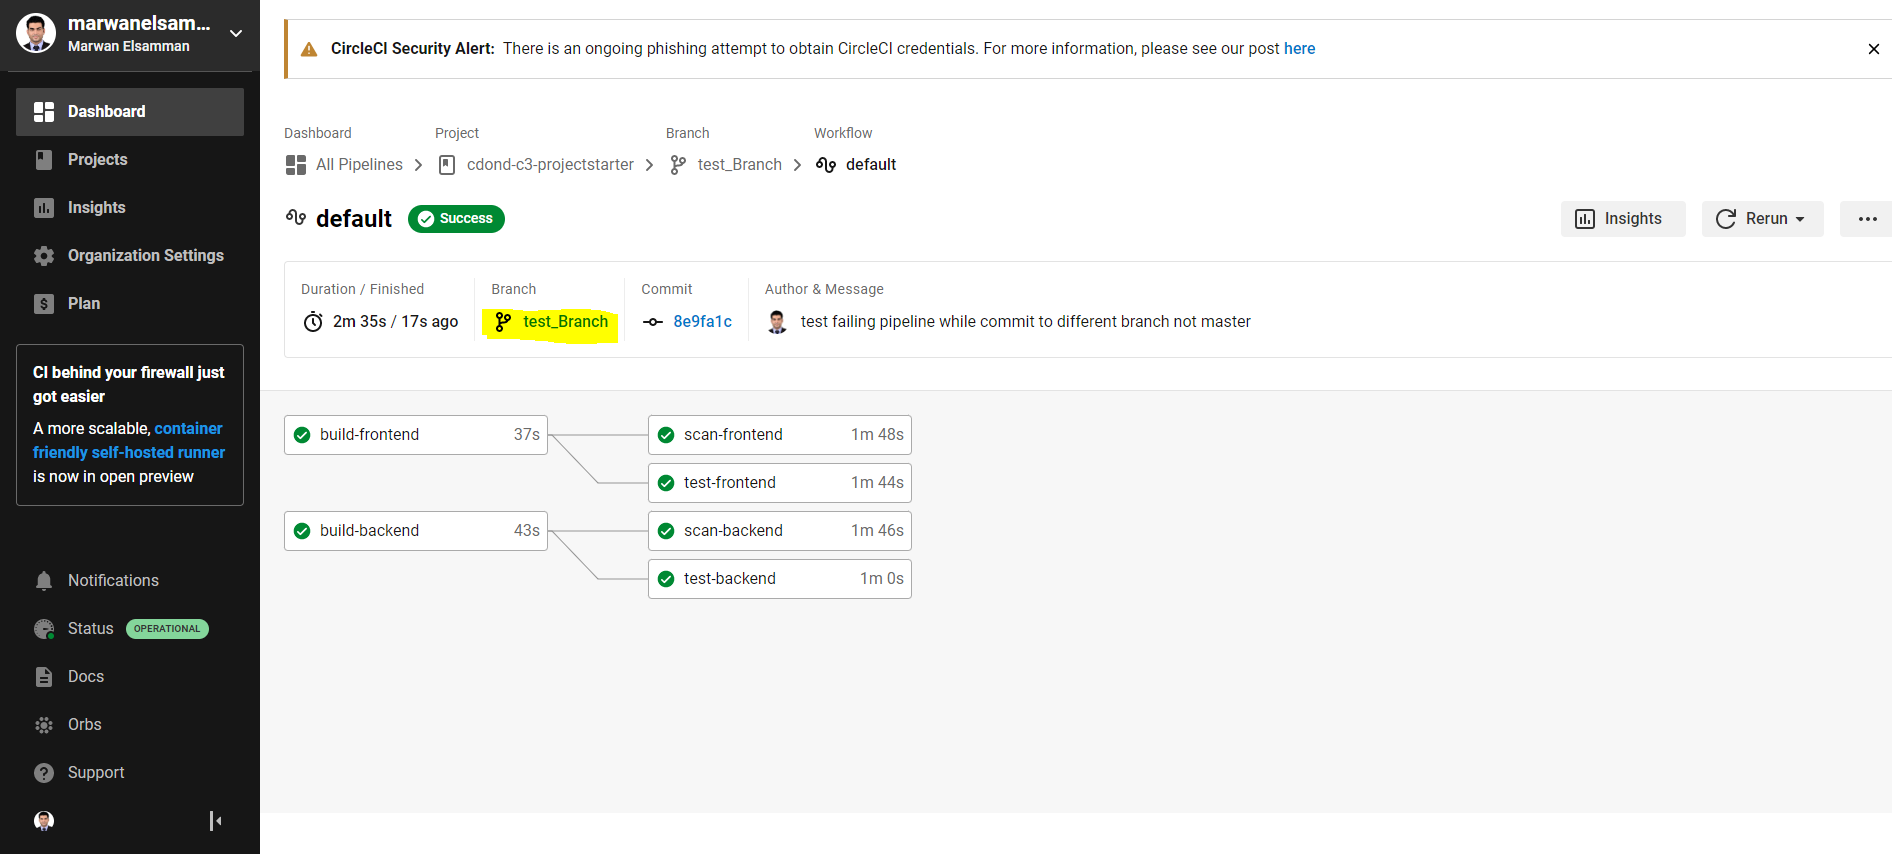 marwanelsam...
Marwan Elsamman
Dashboard
Projects
Insights
Organization Settings
$ Plan
CI behind your firewall just
got easier
A more scalable, container
friendly self-hosted runner
is now in open preview
Notifications
Status OPERATIONAL
Docs
Orbs
? Support
CircleCI Security Alert: There is an ongoing phishing attempt to obtain CircleCI credentials. For more information, please see our post here
Dashboard Project Branch Workflow
All Pipelines cdond-c3-projectstarter test_Branch default
default Success Insights Rerun
Duration / Finished Branch Commit Author & Message
2m 35s / 17s ago test_Branch 8e9fa1c test failing pipeline while commit to different branch not master
build-frontend 37s scan-frontend 1m 48s
test-frontend 1m 44s
build-backend 43s scan-backend 1m 46s
test-backend 1m 0s